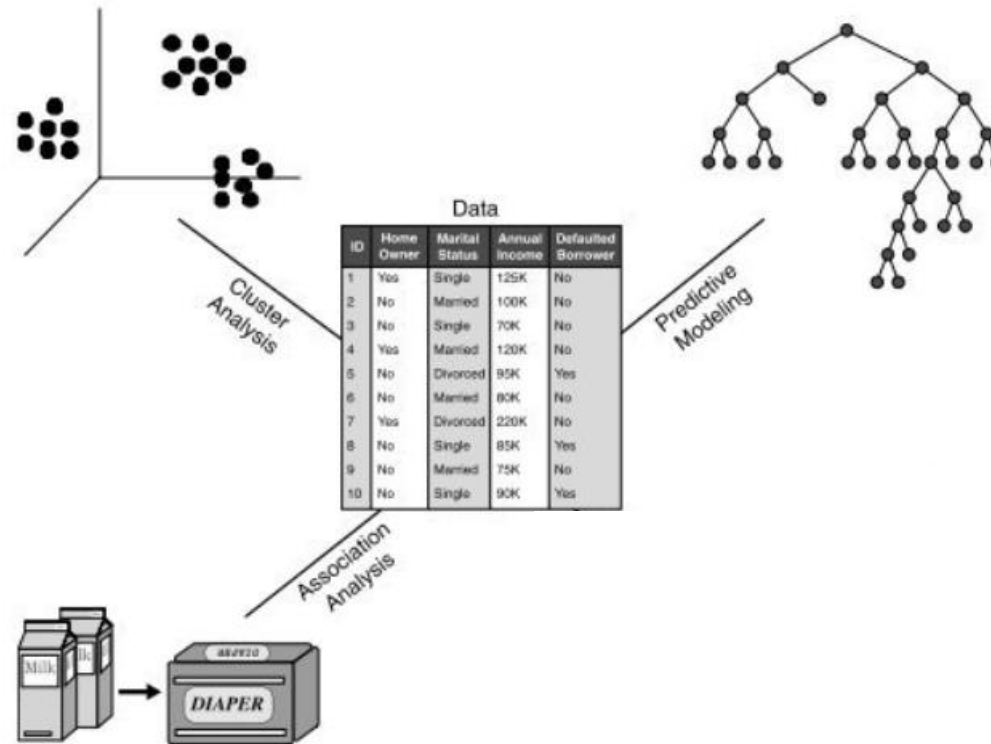 Data
ID Home Owner Marital Status Annual Income Defaulted Borrower
1 Yes Single 125K No
2 No Married 100K No
3 No Single 70K No
4 Yes Married 120K No
5 No Divorced 95K Yes
6 No Married 80K No
7 Yes Divorced 220K No
8 No Single 85K Yes
9 No Married 75K No
10 No Single 90K Yes
Cluster
Analysis
Predictive
Modeling
Association
Analysis
Milk
lk
DIAPER
DIAPER